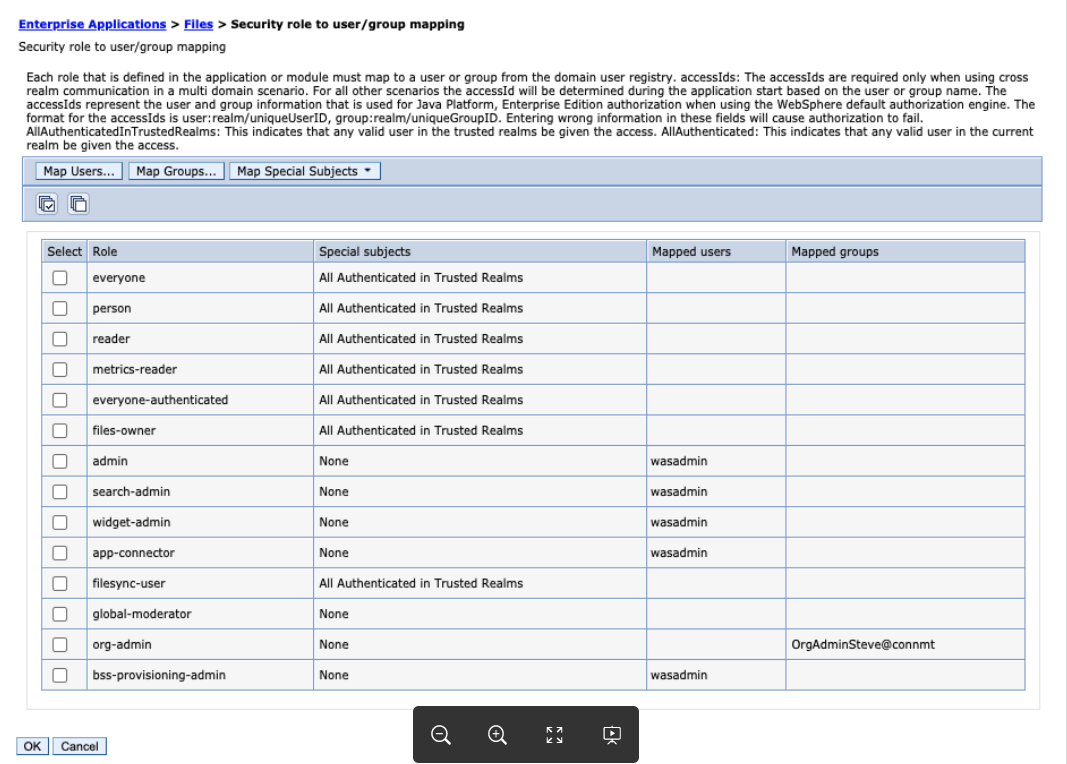 Enterprise Applications > Files > Security role to user/group mapping
Security role to user/group mapping
Each role that is defined in the application or module must map to a user or group from the domain user registry. accessIds: The accessIds are required only when using cross
realm communication in a multi domain scenario. For all other scenarios the accessId will be determined during the application start based on the user or group name. The
accessIds represent the user and group information that is used for Java Platform, Enterprise Edition authorization when using the WebSphere default authorization engine. The
format for the accessIds is user:realm/uniqueUserID, group:realm/uniqueGroupID. Entering wrong information in these fields will cause authorization to fail.
AllAuthenticatedInTrustedRealms: This indicates that any valid user in the trusted realms be given the access. AllAuthenticated: This indicates that any valid user in the current
realm be given the access.
Map Users... Map Groups... Map Special Subjects
Select Role Special subjects Mapped users Mapped groups
everyone All Authenticated in Trusted Realms
person All Authenticated in Trusted Realms
reader All Authenticated in Trusted Realms
metrics-reader All Authenticated in Trusted Realms
everyone-authenticated All Authenticated in Trusted Realms
files-owner All Authenticated in Trusted Realms
admin None wasadmin
search-admin None wasadmin
widget-admin None wasadmin
app-connector None wasadmin
filesync-user All Authenticated in Trusted Realms
global-moderator None
org-admin None OrgAdminSteve@connmt
bss-provisioning-admin None wasadmin
OK Cancel